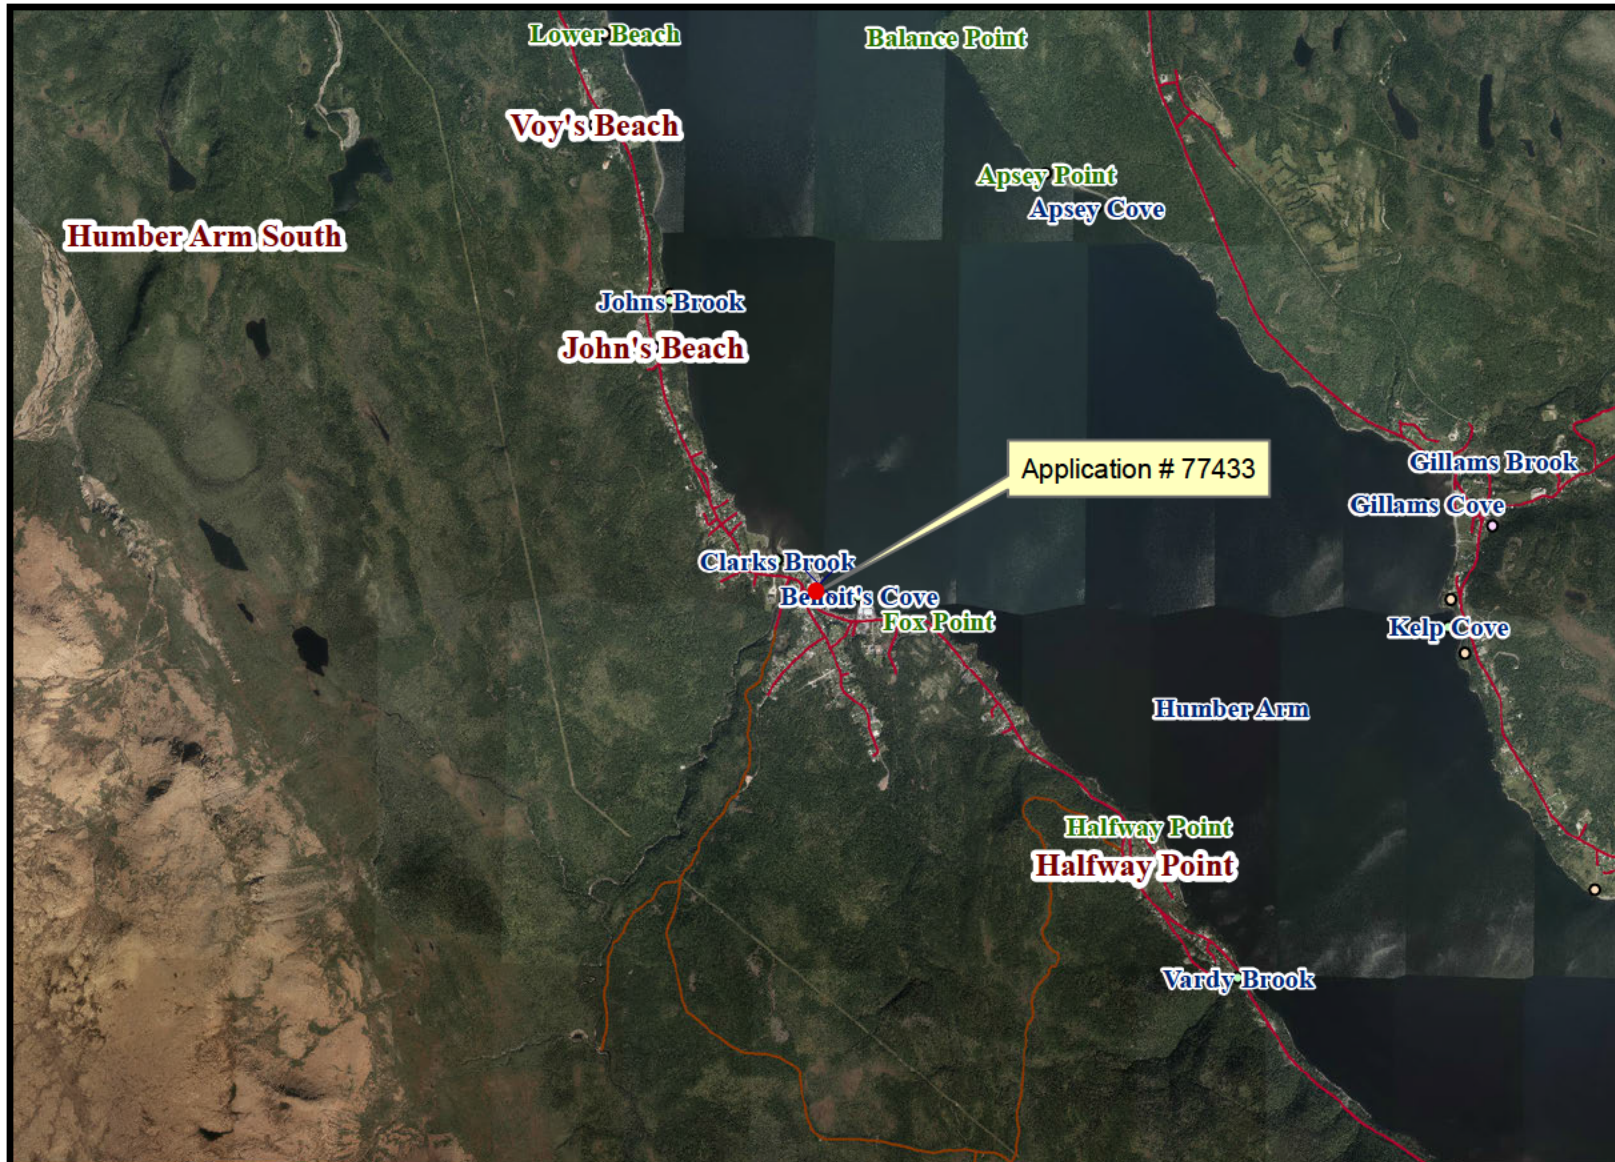 Lower Beach
Balance Point
Voy's Beach
Apsey Point
Apsey Cove
Humber Arm South
Johns Brook
John's Beach
Application # 77433
Gillams Brook
Gillams Cove
Clarks Brook
Benoit's Cove
Fox Point
Kelp Cove
Humber Arm
Halfway Point
Halfway Point
Vardy Brook